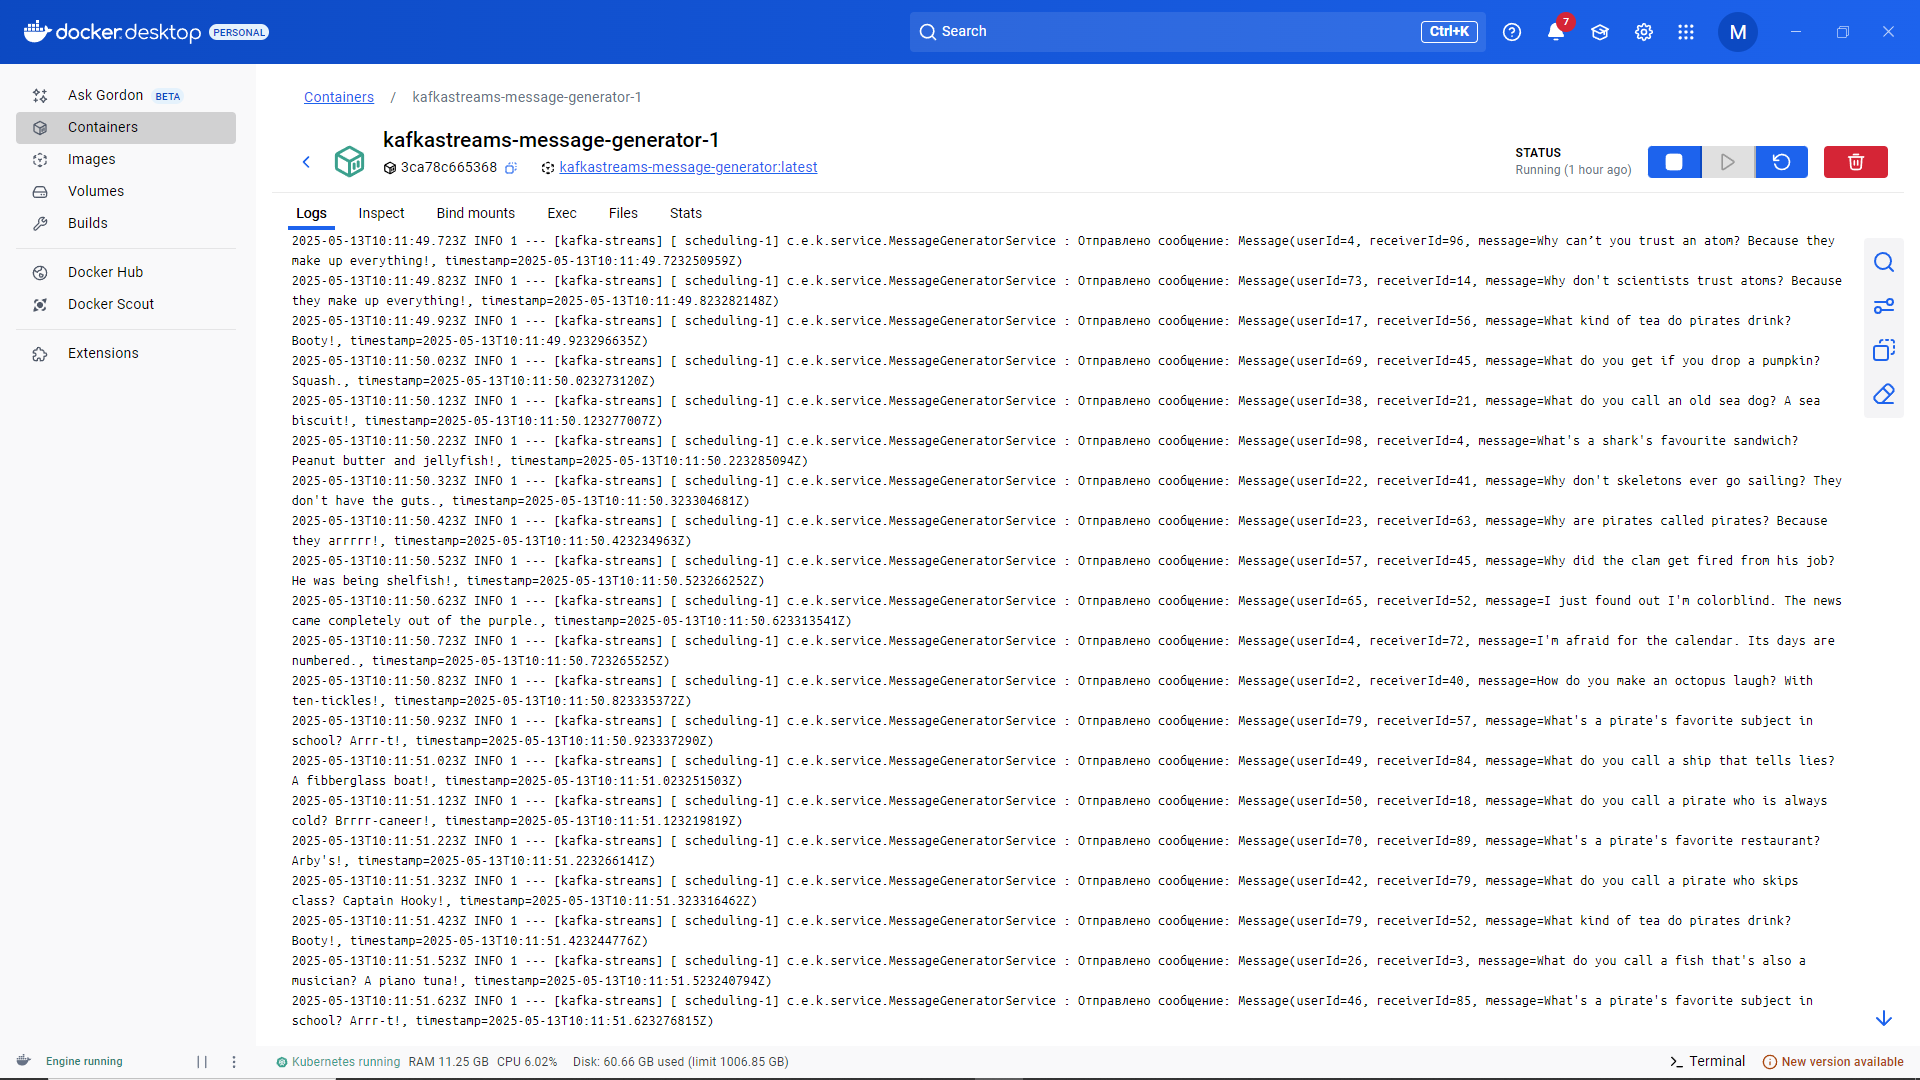 docker.desktop PERSONAL
Search Ctrl+K
7
M
Ask Gordon BETA
Containers
Images
Volumes
Builds
Docker Hub
Docker Scout
Extensions
Containers / kafkastreams-message-generator-1
kafkastreams-message-generator-1
3ca78c665368 kafkastreams-message-generator:latest
STATUS
Running (1 hour ago)
Logs Inspect Bind mounts Exec Files Stats
2025-05-13T10:11:49.723Z INFO 1 --- [kafka-streams] [ scheduling-1] c.e.k.service.MessageGeneratorService : Отправлено сообщение: Message(userId=4, receiverId=96, message=Why can’t you trust an atom? Because they
make up everything!, timestamp=2025-05-13T10:11:49.723250959Z)
2025-05-13T10:11:49.823Z INFO 1 --- [kafka-streams] [ scheduling-1] c.e.k.service.MessageGeneratorService : Отправлено сообщение: Message(userId=73, receiverId=14, message=Why don't scientists trust atoms? Because
they make up everything!, timestamp=2025-05-13T10:11:49.823282148Z)
2025-05-13T10:11:49.923Z INFO 1 --- [kafka-streams] [ scheduling-1] c.e.k.service.MessageGeneratorService : Отправлено сообщение: Message(userId=17, receiverId=56, message=What kind of tea do pirates drink?
Booty!, timestamp=2025-05-13T10:11:49.923296635Z)
2025-05-13T10:11:50.023Z INFO 1 --- [kafka-streams] [ scheduling-1] c.e.k.service.MessageGeneratorService : Отправлено сообщение: Message(userId=69, receiverId=45, message=What do you get if you drop a pumpkin?
Squash., timestamp=2025-05-13T10:11:50.023273120Z)
2025-05-13T10:11:50.123Z INFO 1 --- [kafka-streams] [ scheduling-1] c.e.k.service.MessageGeneratorService : Отправлено сообщение: Message(userId=38, receiverId=21, message=What do you call an old sea dog? A sea
biscuit!, timestamp=2025-05-13T10:11:50.123277007Z)
2025-05-13T10:11:50.223Z INFO 1 --- [kafka-streams] [ scheduling-1] c.e.k.service.MessageGeneratorService : Отправлено сообщение: Message(userId=98, receiverId=4, message=What's a shark's favourite sandwich?
Peanut butter and jellyfish!, timestamp=2025-05-13T10:11:50.223285094Z)
2025-05-13T10:11:50.323Z INFO 1 --- [kafka-streams] [ scheduling-1] c.e.k.service.MessageGeneratorService : Отправлено сообщение: Message(userId=22, receiverId=41, message=Why don't skeletons ever go sailing? They
don't have the guts., timestamp=2025-05-13T10:11:50.323304681Z)
2025-05-13T10:11:50.423Z INFO 1 --- [kafka-streams] [ scheduling-1] c.e.k.service.MessageGeneratorService : Отправлено сообщение: Message(userId=23, receiverId=63, message=Why are pirates called pirates? Because
they arrrrr!, timestamp=2025-05-13T10:11:50.423234963Z)
2025-05-13T10:11:50.523Z INFO 1 --- [kafka-streams] [ scheduling-1] c.e.k.service.MessageGeneratorService : Отправлено сообщение: Message(userId=57, receiverId=45, message=Why did the clam get fired from his job?
He was being shelfish!, timestamp=2025-05-13T10:11:50.523266252Z)
2025-05-13T10:11:50.623Z INFO 1 --- [kafka-streams] [ scheduling-1] c.e.k.service.MessageGeneratorService : Отправлено сообщение: Message(userId=65, receiverId=52, message=I just found out I'm colorblind. The news
came completely out of the purple., timestamp=2025-05-13T10:11:50.623313541Z)
2025-05-13T10:11:50.723Z INFO 1 --- [kafka-streams] [ scheduling-1] c.e.k.service.MessageGeneratorService : Отправлено сообщение: Message(userId=4, receiverId=72, message=I'm afraid for the calendar. Its days are
numbered., timestamp=2025-05-13T10:11:50.723265525Z)
2025-05-13T10:11:50.823Z INFO 1 --- [kafka-streams] [ scheduling-1] c.e.k.service.MessageGeneratorService : Отправлено сообщение: Message(userId=2, receiverId=40, message=How do you make an octopus laugh? With
ten-tickles!, timestamp=2025-05-13T10:11:50.823335372Z)
2025-05-13T10:11:50.923Z INFO 1 --- [kafka-streams] [ scheduling-1] c.e.k.service.MessageGeneratorService : Отправлено сообщение: Message(userId=79, receiverId=57, message=What's a pirate's favorite subject in
school? Arrr-t!, timestamp=2025-05-13T10:11:50.923337290Z)
2025-05-13T10:11:51.023Z INFO 1 --- [kafka-streams] [ scheduling-1] c.e.k.service.MessageGeneratorService : Отправлено сообщение: Message(userId=49, receiverId=84, message=What do you call a ship that tells lies?
A fibberglass boat!, timestamp=2025-05-13T10:11:51.023251503Z)
2025-05-13T10:11:51.123Z INFO 1 --- [kafka-streams] [ scheduling-1] c.e.k.service.MessageGeneratorService : Отправлено сообщение: Message(userId=50, receiverId=18, message=What do you call a pirate who is always
cold? Brrrr-caneer!, timestamp=2025-05-13T10:11:51.123219819Z)
2025-05-13T10:11:51.223Z INFO 1 --- [kafka-streams] [ scheduling-1] c.e.k.service.MessageGeneratorService : Отправлено сообщение: Message(userId=70, receiverId=89, message=What's a pirate's favorite restaurant?
Arby's!, timestamp=2025-05-13T10:11:51.223266141Z)
2025-05-13T10:11:51.323Z INFO 1 --- [kafka-streams] [ scheduling-1] c.e.k.service.MessageGeneratorService : Отправлено сообщение: Message(userId=42, receiverId=79, message=What do you call a pirate who skips
class? Captain Hooky!, timestamp=2025-05-13T10:11:51.323316462Z)
2025-05-13T10:11:51.423Z INFO 1 --- [kafka-streams] [ scheduling-1] c.e.k.service.MessageGeneratorService : Отправлено сообщение: Message(userId=79, receiverId=52, message=What kind of tea do pirates drink?
Booty!, timestamp=2025-05-13T10:11:51.423244776Z)
2025-05-13T10:11:51.523Z INFO 1 --- [kafka-streams] [ scheduling-1] c.e.k.service.MessageGeneratorService : Отправлено сообщение: Message(userId=26, receiverId=3, message=What do you call a fish that's also a
musician? A piano tuna!, timestamp=2025-05-13T10:11:51.523240794Z)
2025-05-13T10:11:51.623Z INFO 1 --- [kafka-streams] [ scheduling-1] c.e.k.service.MessageGeneratorService : Отправлено сообщение: Message(userId=46, receiverId=85, message=What's a pirate's favorite subject in
school? Arrr-t!, timestamp=2025-05-13T10:11:51.623276815Z)
Engine running
Kubernetes running RAM 11.25 GB CPU 6.02% Disk: 60.66 GB used (limit 1006.85 GB)
Terminal New version available